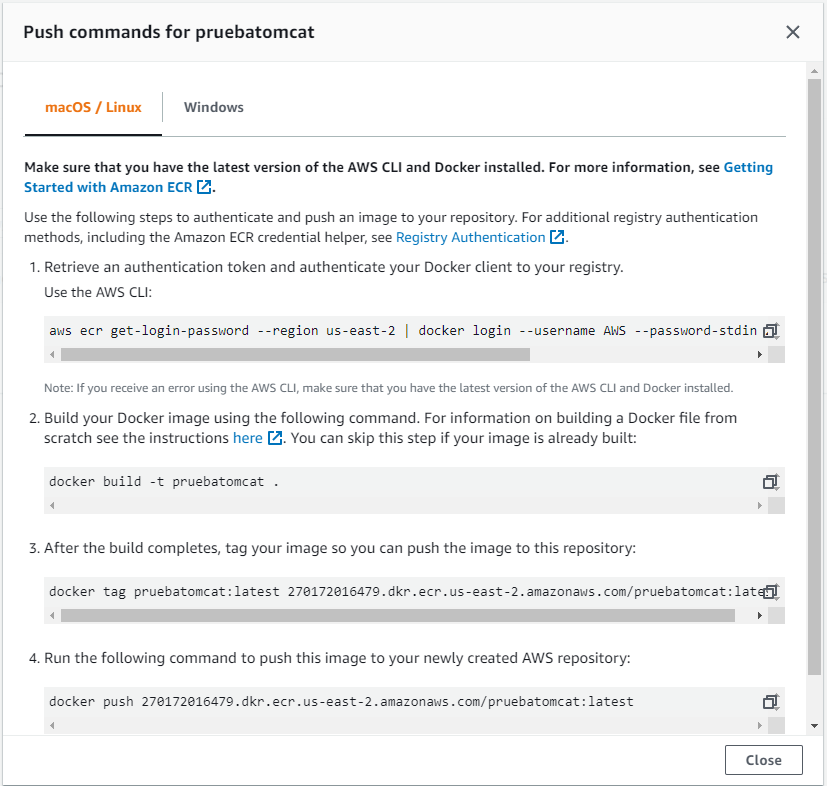 Push commands for pruebatomcat
macOS / Linux
Windows
Make sure that you have the latest version of the AWS CLI and Docker installed. For more information, see Getting
Started with Amazon ECR.
Use the following steps to authenticate and push an image to your repository. For additional registry authentication
methods, including the Amazon ECR credential helper, see Registry Authentication.
1. Retrieve an authentication token and authenticate your Docker client to your registry.
Use the AWS CLI:
aws ecr get-login-password --region us-east-2 | docker login --username AWS --password-stdin
Note: If you receive an error using the AWS CLI, make sure that you have the latest version of the AWS CLI and Docker installed.
2. Build your Docker image using the following command. For information on building a Docker file from
scratch see the instructions here. You can skip this step if your image is already built:
docker build -t pruebatomcat .
3. After the build completes, tag your image so you can push the image to this repository:
docker tag pruebatomcat:latest 270172016479.dkr.ecr.us-east-2.amazonaws.com/pruebatomcat:late
4. Run the following command to push this image to your newly created AWS repository:
docker push 270172016479.dkr.ecr.us-east-2.amazonaws.com/pruebatomcat:latest
Close